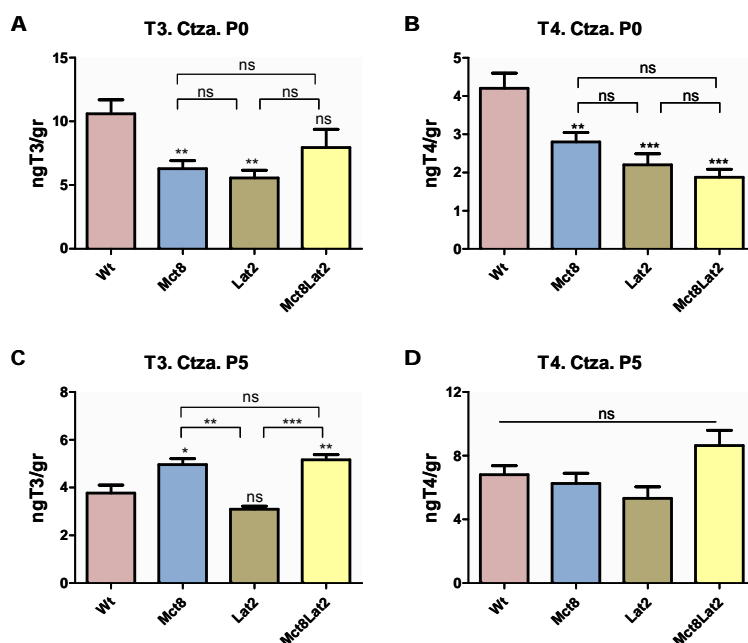 A
T3. Ctza. P0
ngT3/gr
15
10
5
0
ns
ns
ns
**
**
ns
Wt
Mct8
Lat2
Mct8Lat2
B
T4. Ctza. P0
ngT4/gr
5
4
3
2
1
0
ns
ns
ns
**
***
***
Wt
Mct8
Lat2
Mct8Lat2
C
T3. Ctza. P5
ngT3/gr
8
6
4
2
0
ns
**
***
*
ns
**
Wt
Mct8
Lat2
Mct8Lat2
D
T4. Ctza. P5
ngT4/gr
12
8
4
0
ns
Wt
Mct8
Lat2
Mct8Lat2